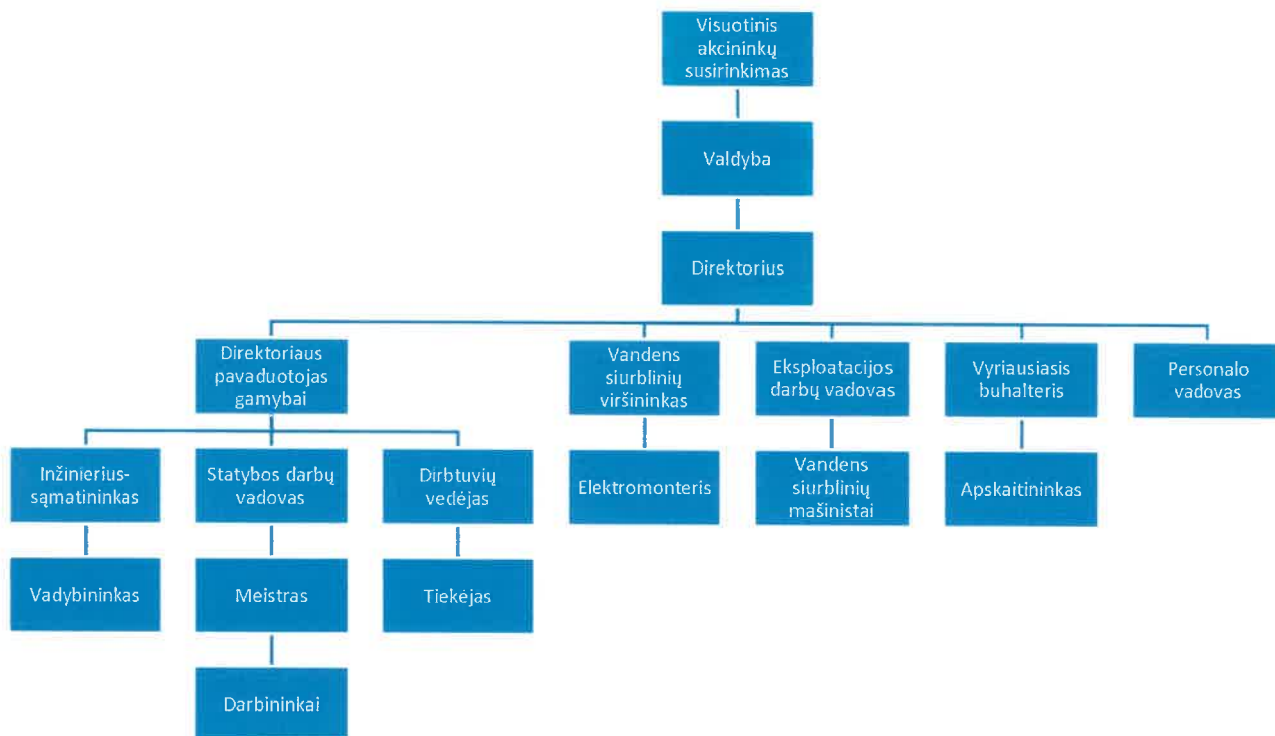 Visuotinis
akcininkų
susirinkimas
Valdyba
Direktorius
Direktoriaus
pavaduotojas
gamybai
Vandens
siurblinių
viršininkas
Eksploatacijos
darbų vadovas
Vyriausiasis
buhalteris
Personalo
vadovas
Inžinierius-
sąmatininkas
Statybos darbų
vadovas
Dirbtuvių
vedėjas
Elektromonteris
Vandens
siurblinių
mašinistai
Apskaitininkas
Vadybininkas
Meistras
Tiekėjas
Darbininkai